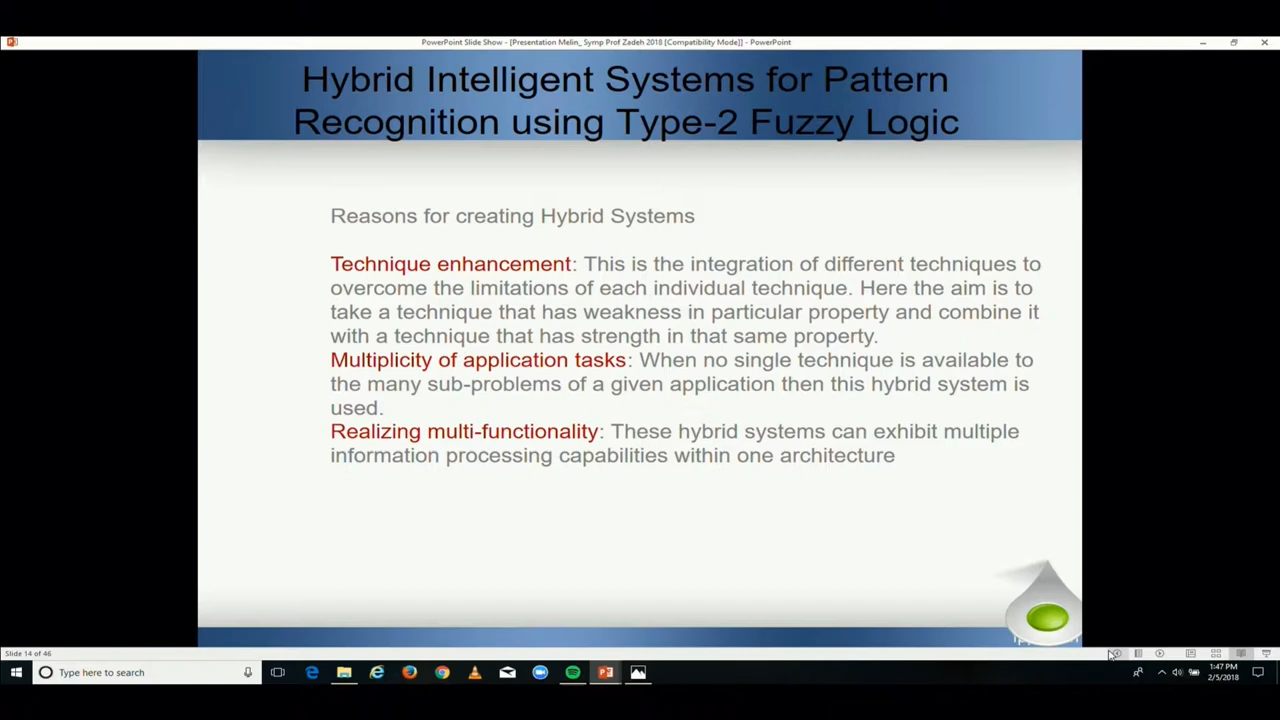 PowerPoint Slide Show - [Presentation Melin_ Symp Prof Zadeh 2018 [Compatibility Mode]] - PowerPoint
Hybrid Intelligent Systems for Pattern
Recognition using Type-2 Fuzzy Logic
Reasons for creating Hybrid Systems
Technique enhancement: This is the integration of different techniques to
overcome the limitations of each individual technique. Here the aim is to
take a technique that has weakness in particular property and combine it
with a technique that has strength in that same property.
Multiplicity of application tasks: When no single technique is available to
the many sub-problems of a given application then this hybrid system is
used.
Realizing multi-functionality: These hybrid systems can exhibit multiple
information processing capabilities within one architecture
Slide 14 of 46
Type here to search
1:47 PM
2/5/2018